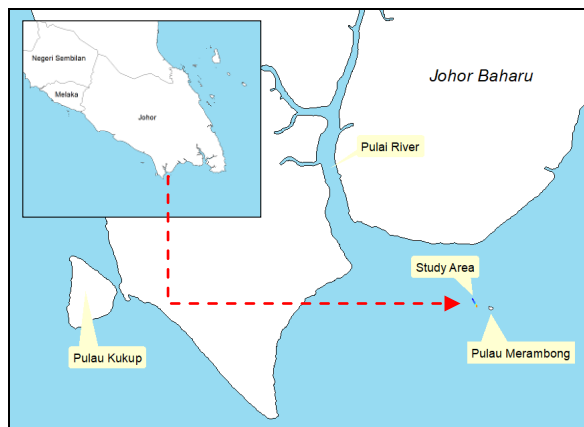 Negeri Sembilan
Melaka
Johor
Johor Baharu
Pulai River
Study Area
Pulau Kukup
Pulau Merambong